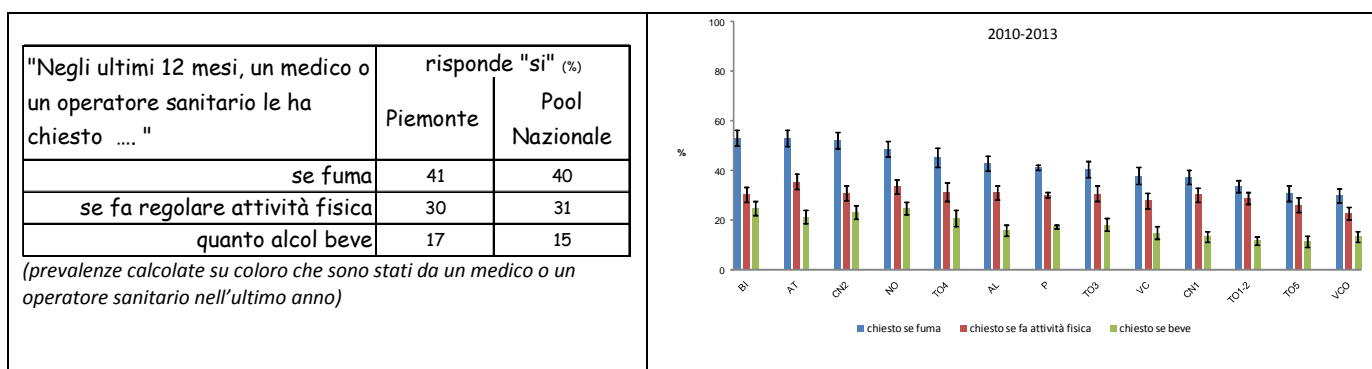 "Negli ultimi 12 mesi, un medico o
un operatore sanitario le ha
chiesto .... "
risponde "si" (%)
Piemonte
Pool
Nazionale
se fuma 41 40
se fa regolare attività fisica 30 31
quanto alcol beve 17 15
(prevalenze calcolate su coloro che sono stati da un medico o un
operatore sanitario nell'ultimo anno)
2010-2013
100
80
60
%
40
20
0
BI AT CN2 NO TO4 AL P TO3 VC CN1 TO1-2 TO5 VCO
chiesto se fuma chiesto se fa attività fisica chiesto se beve